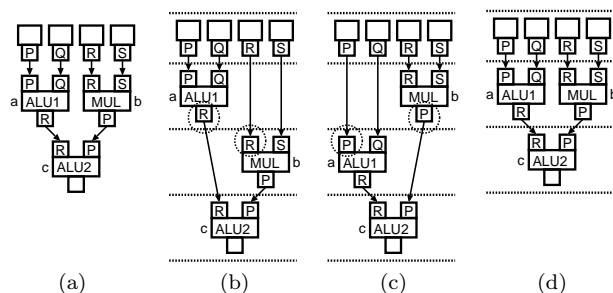 P Q R S
P Q R S
a ALU1 MUL b
R P
R P
c ALU2
(a)
P Q R S
P Q
a ALU1
R
R S
MUL b
P
R P
c ALU2
(b)
P Q R S
R S
MUL b
P
P Q
a ALU1
R
R P
c ALU2
(c)
P Q R S
P Q R S
a ALU1 MUL b
R P
R P
c ALU2
(d)